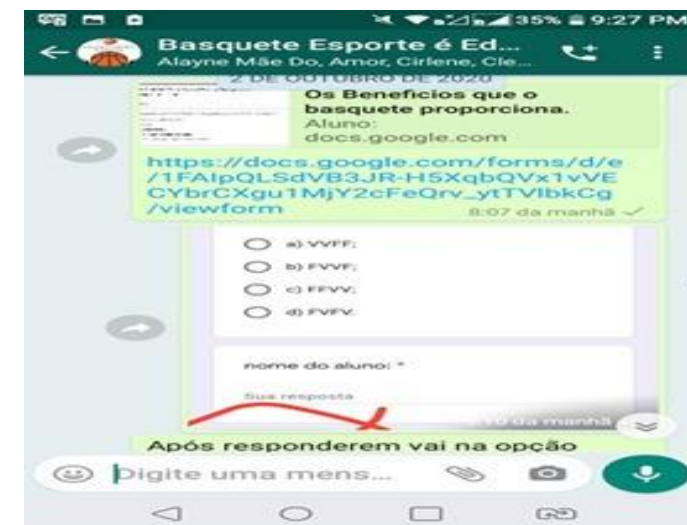 35% 9:27 PM
Basquete Esporte é Ed...
Alayne Mãe Do, Amor, Cirlene, Cle...
2 DE OUTUBRO DE 2020
Os Beneficios que o
basquete proporciona.
Aluno:
docs.google.com
https://docs.google.com/forms/d/e
/1FAIpQLSdVB3JR-H5XqbQVx1vVE
CYbrCXgu1MjY2cFeQrv_ytTVIbkCg
/viewform
8:07 da manhã
a) VVFF;
b) FVVF;
c) FFVV;
d) FVFV.
nome do aluno: *
Sua resposta
da manhã
Após responderem vai na opção
Digite uma mens...